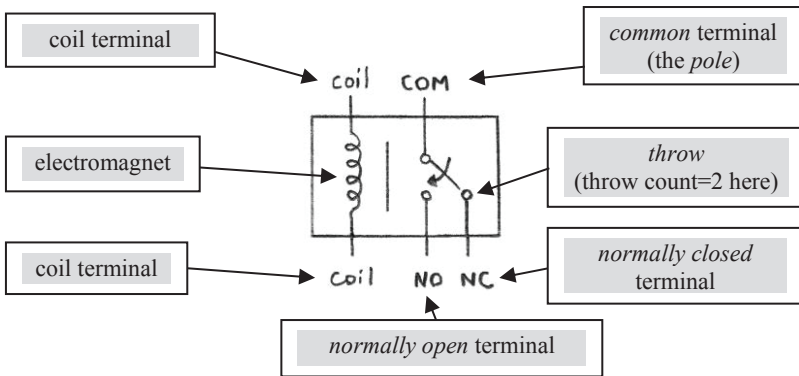 coil terminal
common terminal
(the pole)
coil COM
electromagnet
throw
(throw count=2 here)
coil terminal
coil NO NC
normally closed
terminal
normally open terminal